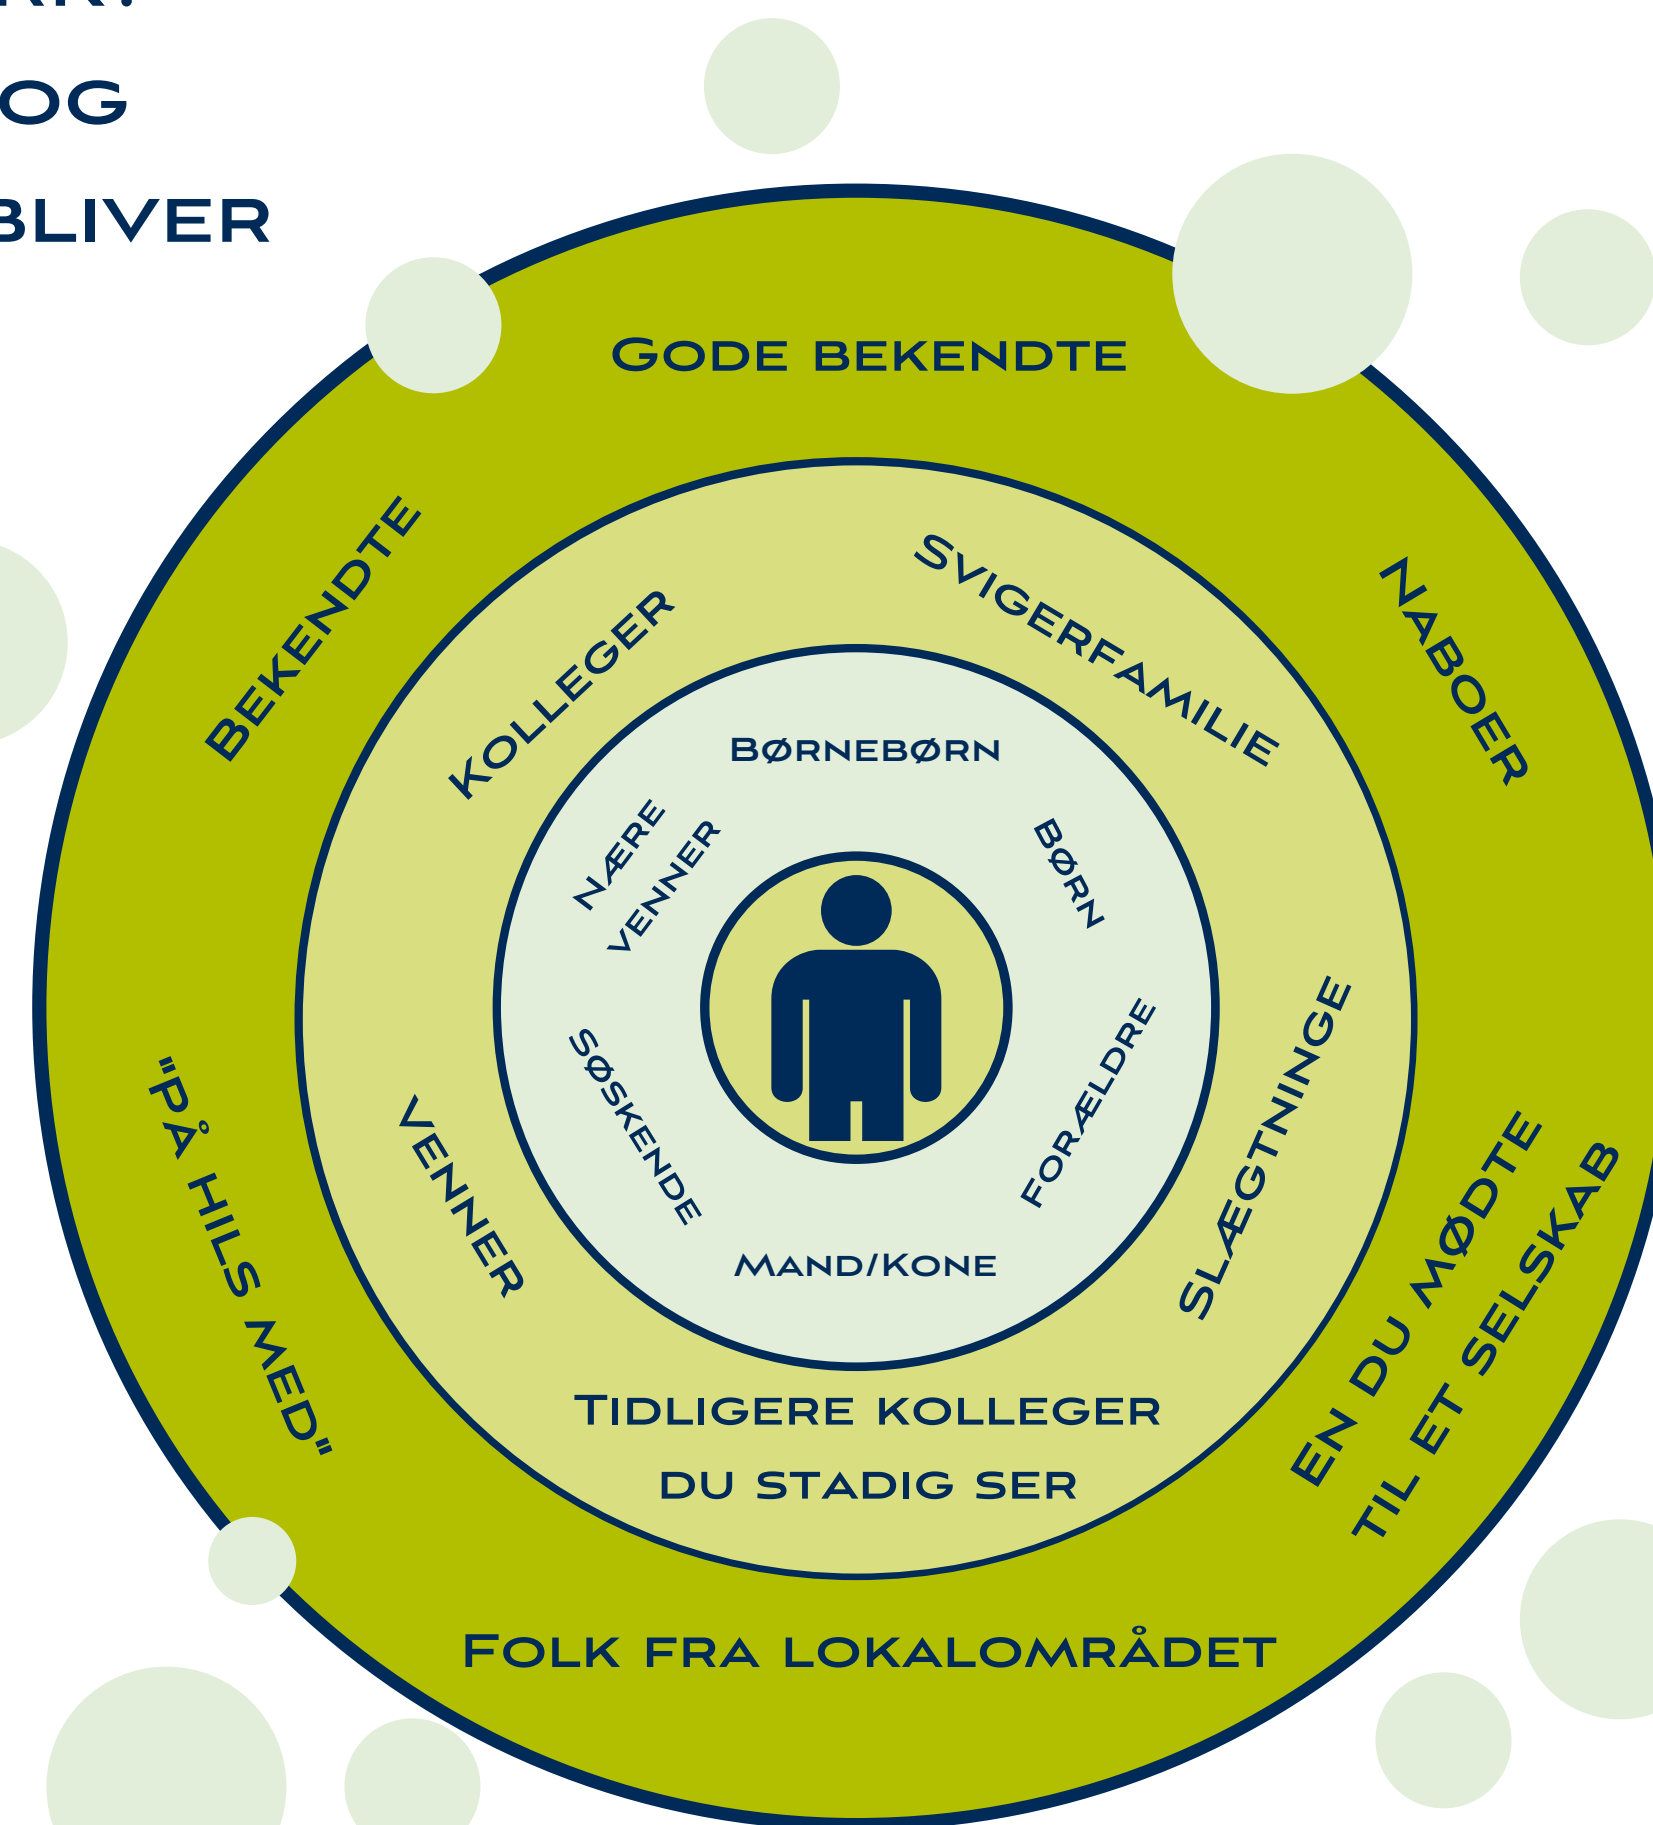 OG
BLIVER
Gode bekendte
Bekendte
Naboer
Kolleger
Svigerfamilie
Børnebørn
Nære
venner
Børn
Søskende
Forældre
Mand/Kone
Venner
Slægtninge
Tidligere kolleger
du stadig ser
"På hils med"
En du mødte
til et selskab
Folk fra lokalområdet